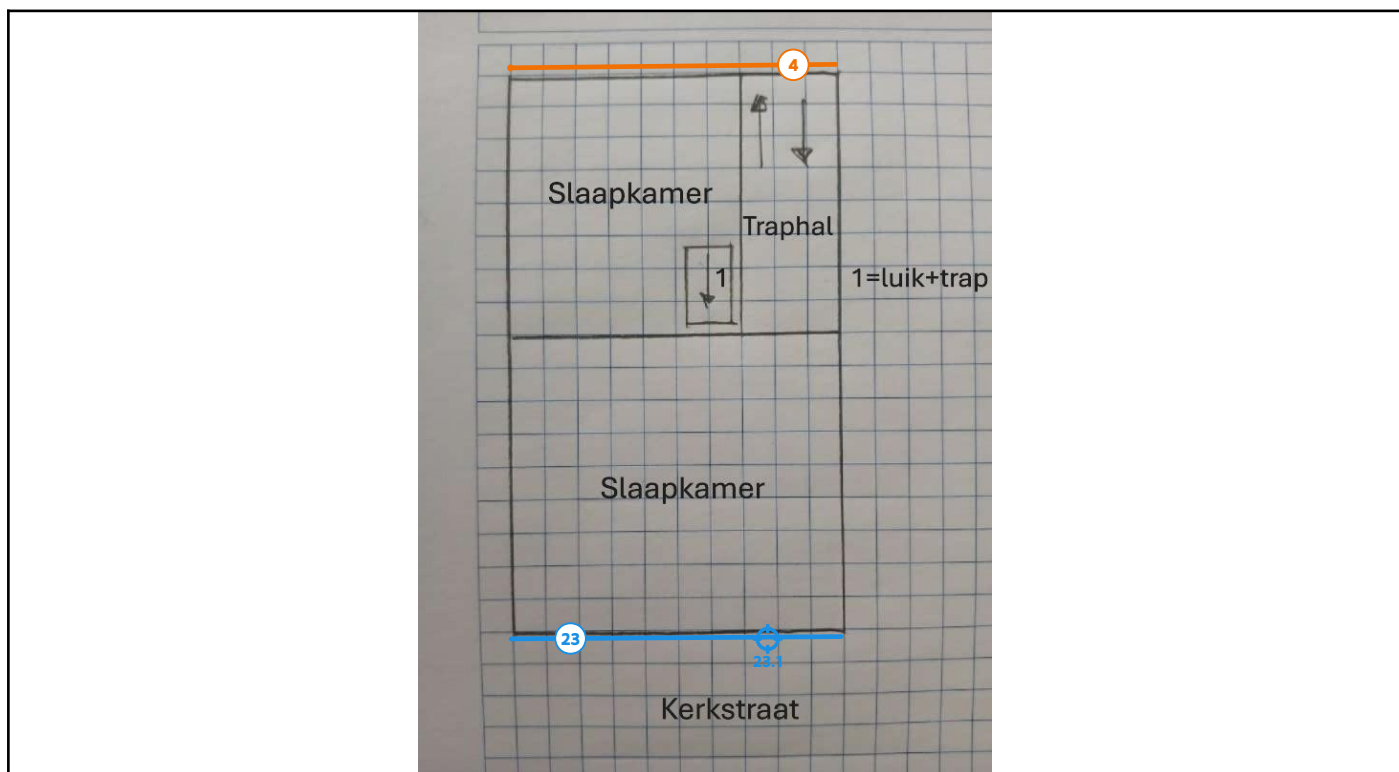 4
Slaapkamer
Traphal
1
1=luik+trap
Slaapkamer
23
23.1
Kerkstraat